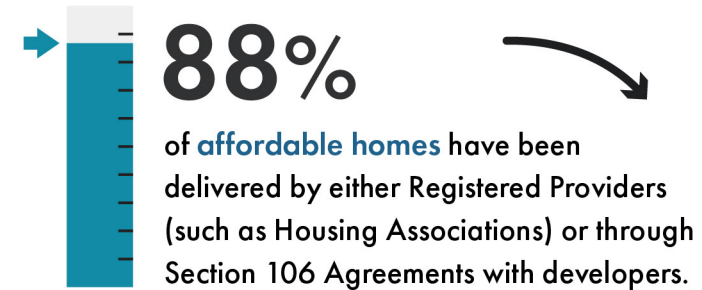 88%
of affordable homes have been
delivered by either Registered Providers
(such as Housing Associations) or through
Section 106 Agreements with developers.